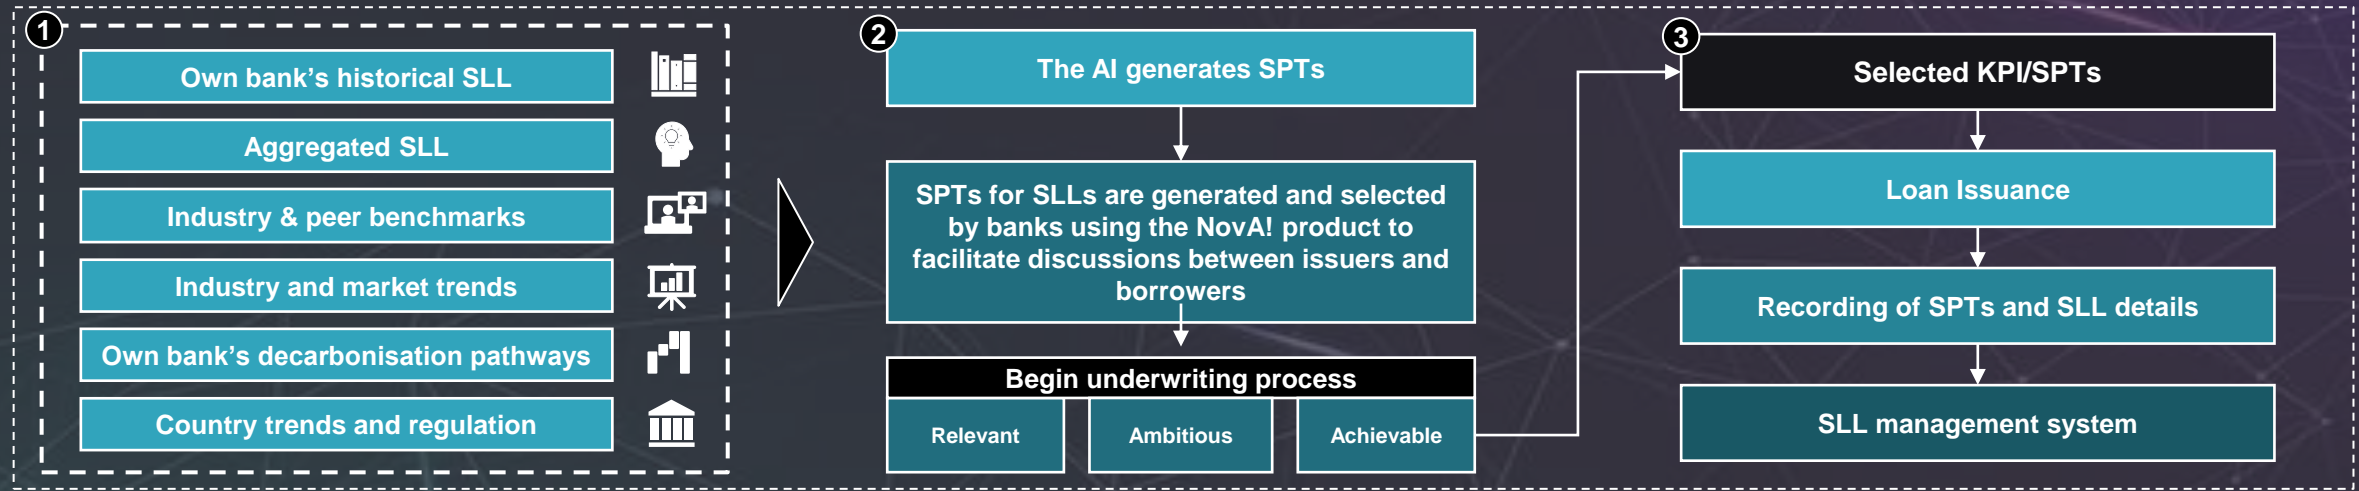 1
Own bank's historical SLL
Aggregated SLL
Industry & peer benchmarks
Industry and market trends
Own bank's decarbonisation pathways
Country trends and regulation
2
The AI generates SPTs
SPTs for SLLs are generated and selected
by banks using the NovA! product to
facilitate discussions between issuers and
borrowers
Begin underwriting process
Relevant
Ambitious
Achievable
3
Selected KPI/SPTs
Loan Issuance
Recording of SPTs and SLL details
SLL management system